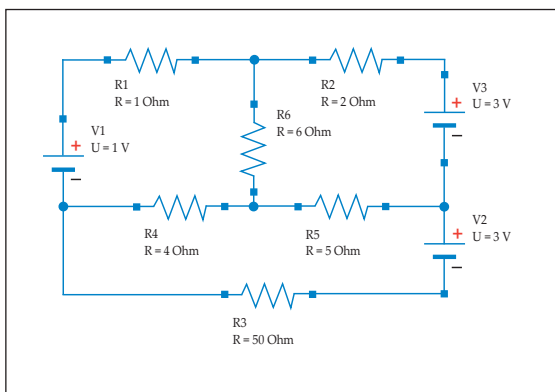 R1
R = 1 Ohm
R2
R = 2 Ohm
V3
U = 3 V
+
−
R6
R = 6 Ohm
V1
U = 1 V
+
−
R4
R = 4 Ohm
R5
R = 5 Ohm
V2
U = 3 V
+
−
R3
R = 50 Ohm